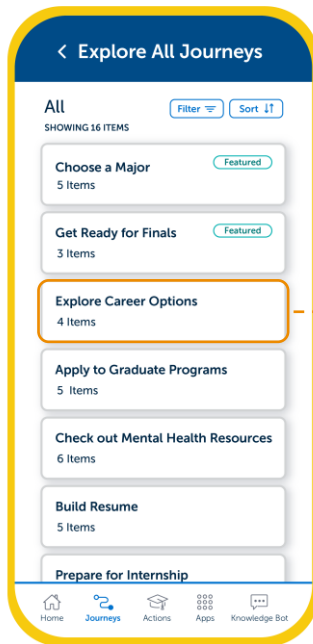 Explore All Journeys
All
Filter
Sort
SHOWING 16 ITEMS
Choose a Major
Featured
5 Items
Get Ready for Finals
Featured
3 Items
Explore Career Options
4 Items
Apply to Graduate Programs
5 Items
Check out Mental Health Resources
6 Items
Build Resume
5 Items
Prepare for Internship
Home Journeys Actions Apps Knowledge Bot